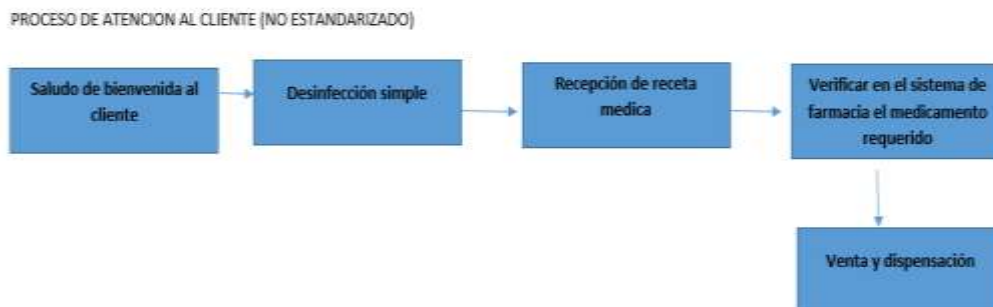 PROCESO DE ATENCION AL CLIENTE (NO ESTANDARIZADO)
Saludo de bienvenida al
cliente
Desinfección simple
Recepción de receta
medica
Verificar en el sistema de
farmacia el medicamento
requerido
Venta y dispensación